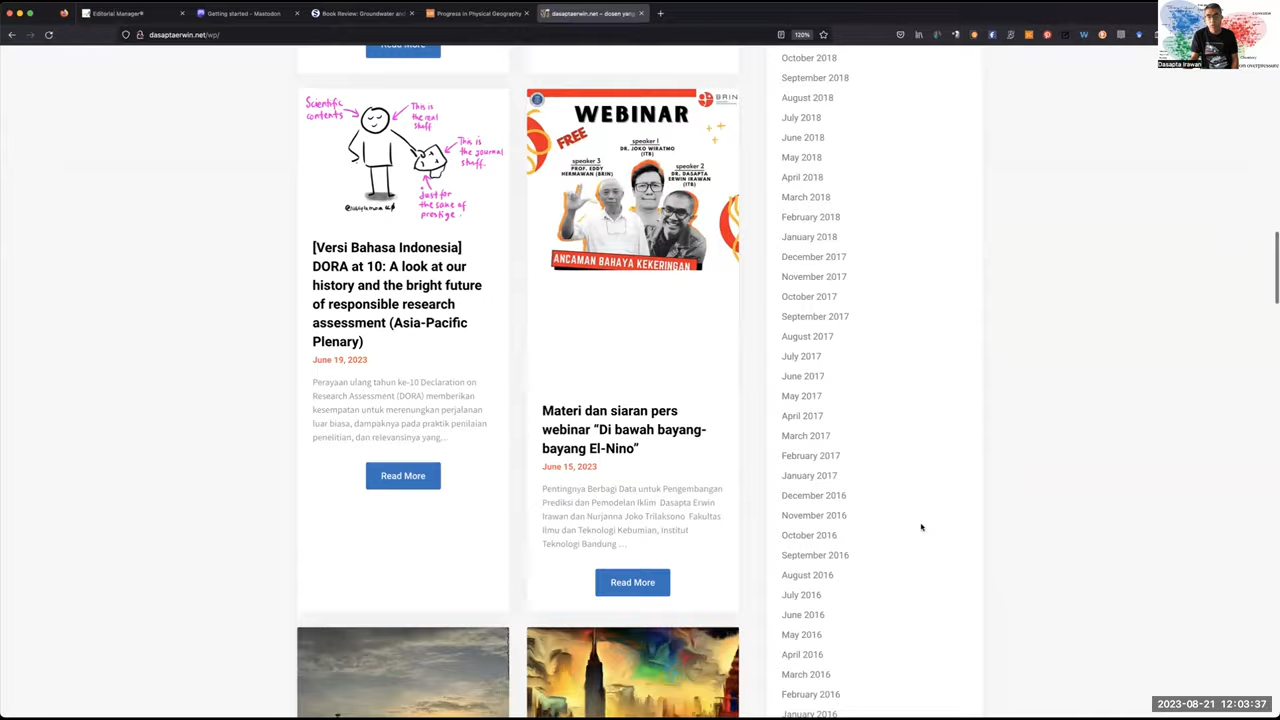 Editorial Manager®
Getting started - Mastodon
Book Review: Groundwater an
Progress in Physical Geography
dasaptaerwin.net – dosen yang
dasaptaerwin.net/wp/
120%
Dasapta Irawan
on overpressure
Read More
Scientific
contents
This is
the real
stuff
This is
the journal
stuff.
Just for
the sake of
prestige.
[Versi Bahasa Indonesia]
DORA at 10: A look at our
history and the bright future
of responsible research
assessment (Asia-Pacific
Plenary)
June 19, 2023
Perayaan ulang tahun ke-10 Declaration on
Research Assessment (DORA) memberikan
kesempatan untuk merenungkan perjalanan
luar biasa, dampaknya pada praktik penilaian
penelitian, dan relevansinya yang…
Read More
BRIN
WEBINAR
FREE
speaker 1
DR. JOKO WIRATMO
(ITB)
speaker 3
PROF. EDDY
HERMAWAN (BRIN)
speaker 2
DR. DASAPTA
ERWIN IRAWAN
(ITB)
ANCAMAN BAHAYA KEKERINGAN
Materi dan siaran pers
webinar “Di bawah bayang-
bayang El-Nino”
June 15, 2023
Pentingnya Berbagi Data untuk Pengembangan
Prediksi dan Pemodelan Iklim Dasapta Erwin
Irawan dan Nurjanna Joko Trilaksono Fakultas
Ilmu dan Teknologi Kebumian, Institut
Teknologi Bandung …
Read More
October 2018
September 2018
August 2018
July 2018
June 2018
May 2018
April 2018
March 2018
February 2018
January 2018
December 2017
November 2017
October 2017
September 2017
August 2017
July 2017
June 2017
May 2017
April 2017
March 2017
February 2017
January 2017
December 2016
November 2016
October 2016
September 2016
August 2016
July 2016
June 2016
May 2016
April 2016
March 2016
February 2016
January 2016
2023-08-21 12:03:37